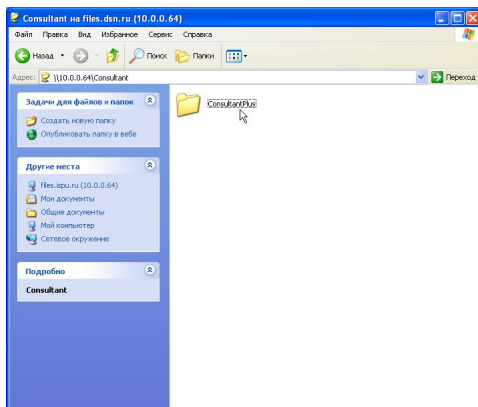 Consultant на files.dsn.ru (10.0.0.64)
Файл Правка Вид Избранное Сервис Справка
Назад Поиск Папки
Адрес: \\10.0.0.64\Consultant Переход
Задачи для файлов и папок
Создать новую папку
Опубликовать папку в вебе
Другие места
files.ispu.ru (10.0.0.64)
Мои документы
Общие документы
Мой компьютер
Сетевое окружение
Подробно
Consultant
ConsultantPlus